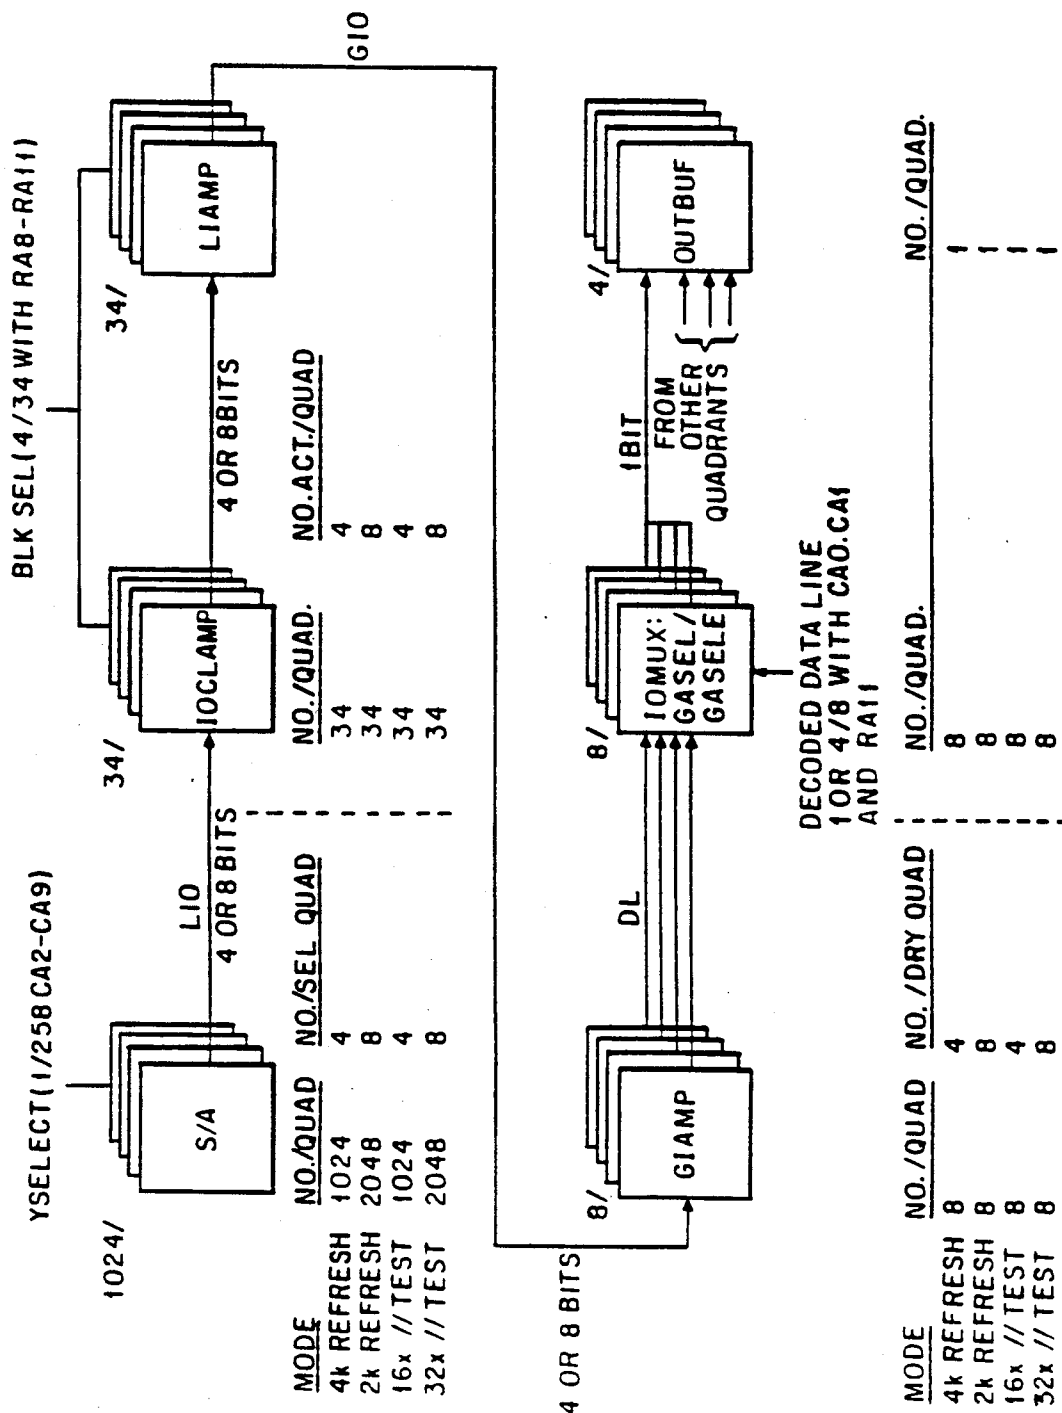 YSELECT(1/258 CA2-CA9)
BLK SEL(4/34 WITH RA8-RA11)
1024/
S/A
LIO
4 OR 8 BITS
34/
IOCLAMP
4 OR 8BITS
34/
LIAMP
GIO
MODE NO./QUAD NO./SEL QUAD NO./QUAD. NO.ACT./QUAD
4k REFRESH 1024 4 34 4
2k REFRESH 2048 8 34 8
16x //TEST 1024 4 34 4
32x //TEST 2048 8 34 8
4 OR 8 BITS
8/
GIAMP
DL
8/
IOMUX:
GASEL/
GASELE
1BIT
FROM
OTHER
QUADRANTS
4/
OUTBUF
DECODED DATA LINE
1OR 4/8 WITH CA0.CA1
AND RA11
MODE NO./QUAD NO./DRY QUAD NO./QUAD. NO./QUAD.
4k REFRESH 8 4 8 1
2k REFRESH 8 8 8 1
16x //TEST 8 4 8 1
32x // TEST 8 8 8 1